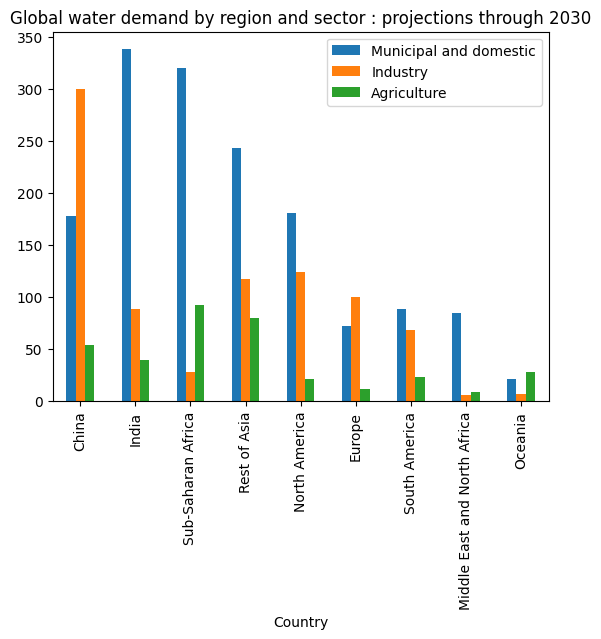 Global water demand by region and sector : projections through 2030
350
300
250
200
150
100
50
0
Municipal and domestic
Industry
Agriculture
China
India
Sub-Saharan Africa
Rest of Asia
North America
Europe
South America
Middle East and North Africa
Oceania
Country